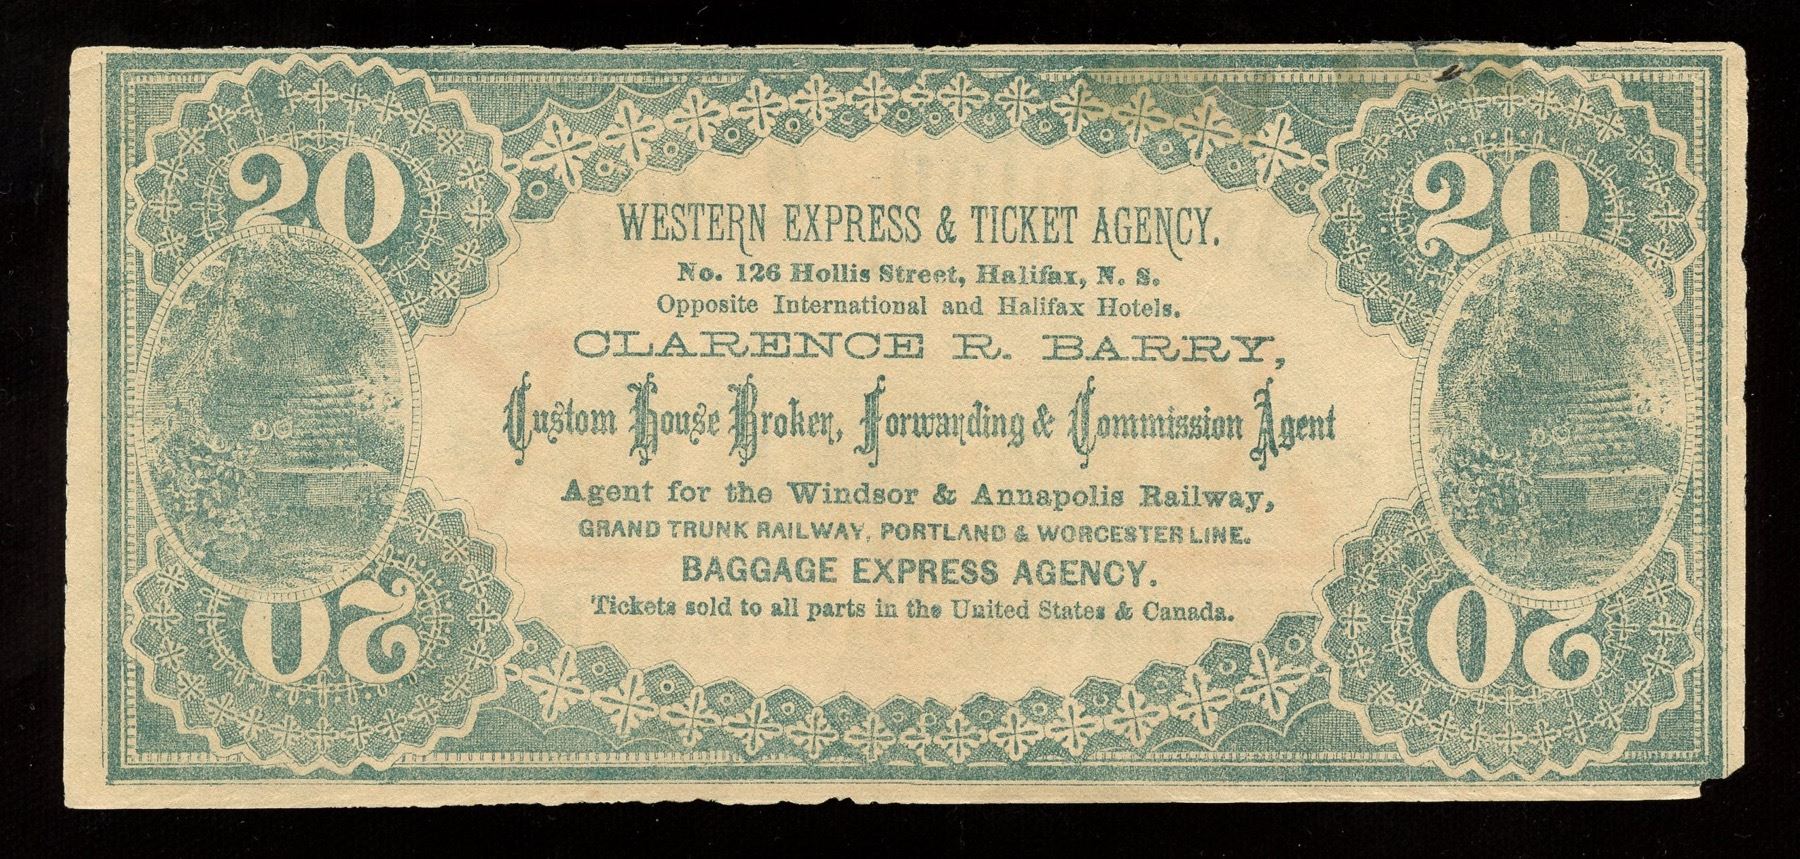 20 20
WESTERN EXPRESS & TICKET AGENCY.
No. 126 Hollis Street, Halifax, N. S.
Opposite International and Halifax Hotels.
CLARENCE R. BARRY,
Custom House Broker, Forwarding & Commission Agent
Agent for the Windsor & Annapolis Railway,
GRAND TRUNK RAILWAY, PORTLAND & WORCESTER LINE.
BAGGAGE EXPRESS AGENCY.
Tickets sold to all parts in the United States & Canada.
20 20